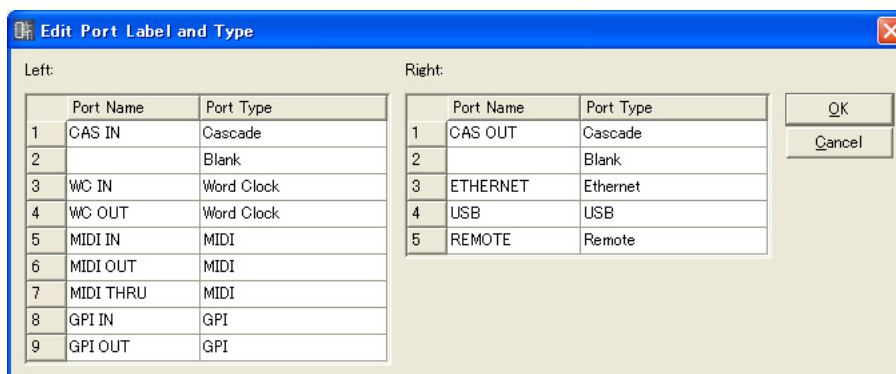 Edit Port Label and Type
Left:
Port Name Port Type
1 CAS IN Cascade
2 Blank
3 WC IN Word Clock
4 WC OUT Word Clock
5 MIDI IN MIDI
6 MIDI OUT MIDI
7 MIDI THRU MIDI
8 GPI IN GPI
9 GPI OUT GPI
Right:
Port Name Port Type
1 CAS OUT Cascade
2 Blank
3 ETHERNET Ethernet
4 USB USB
5 REMOTE Remote
OK
Cancel